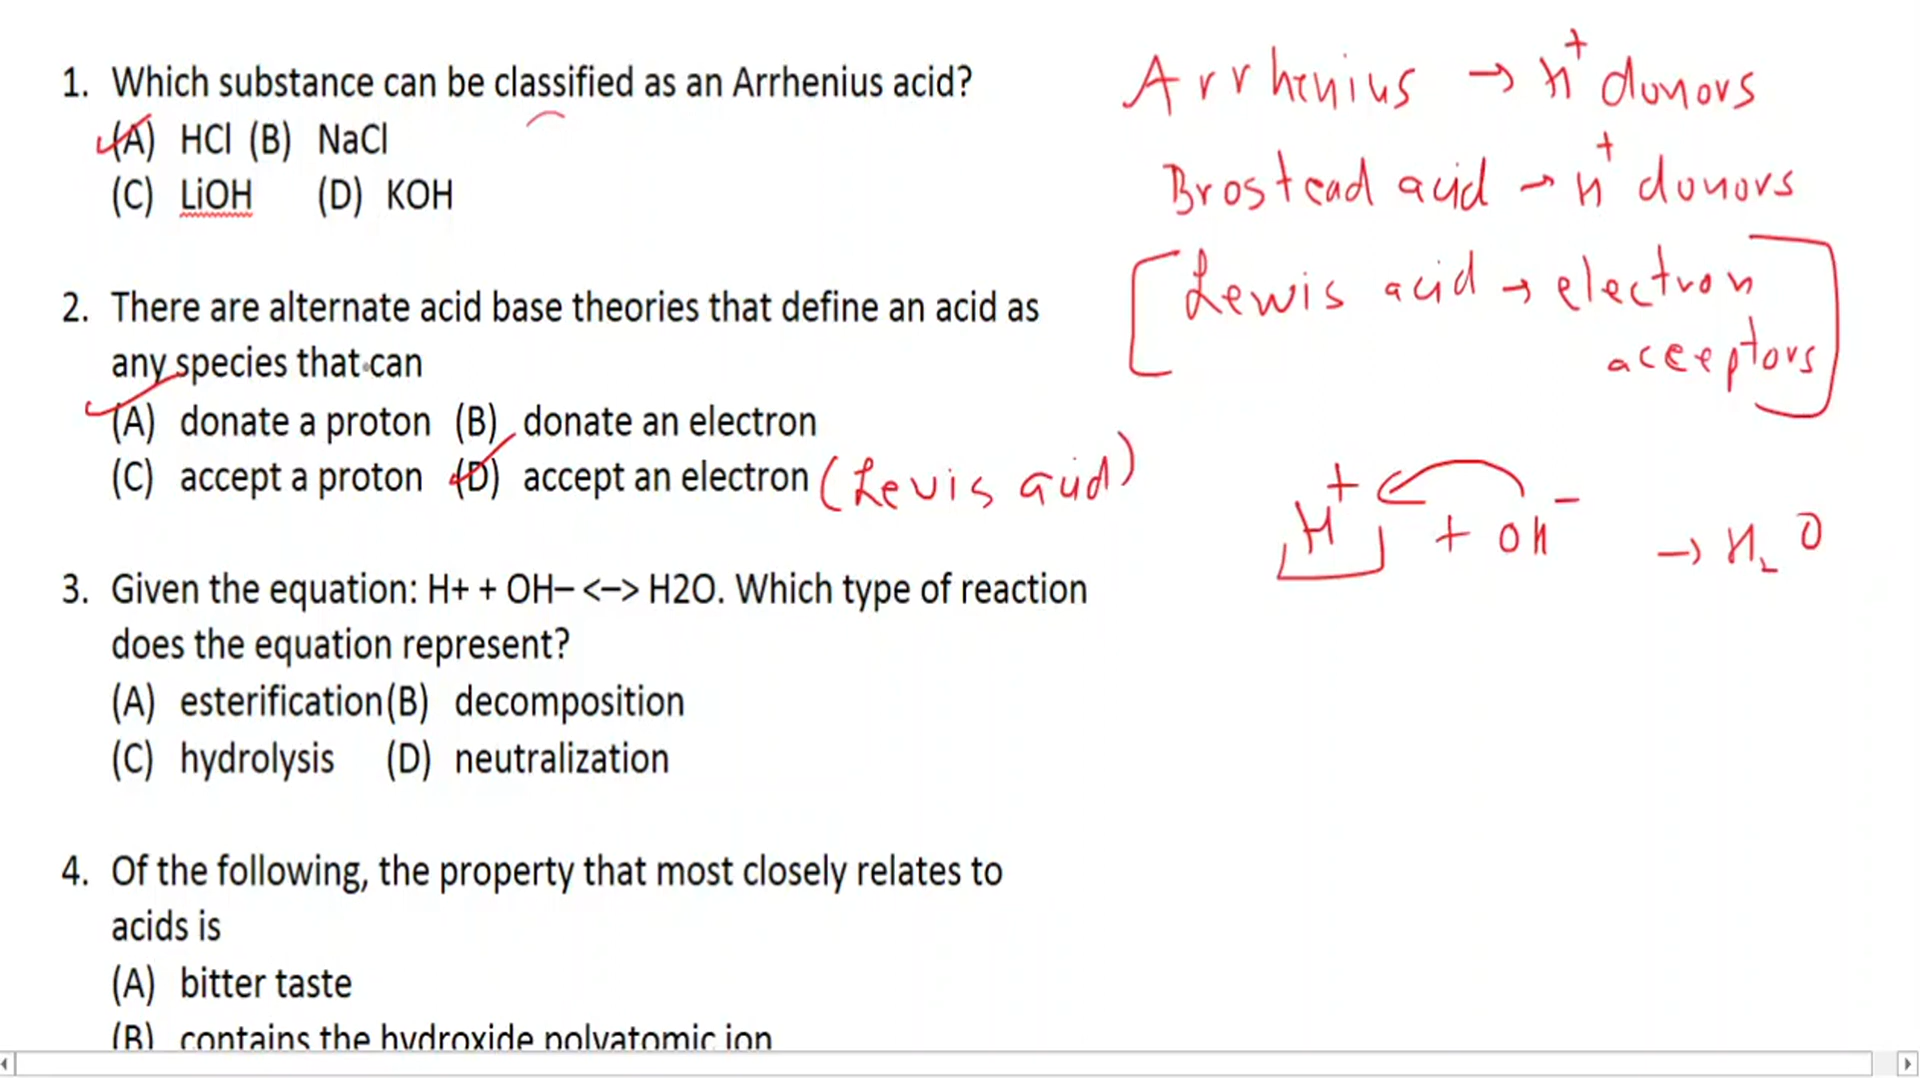 1. Which substance can be classified as an Arrhenius acid?
(A) HCl (B) NaCl
(C) LiOH (D) KOH
2. There are alternate acid base theories that define an acid as
any species that can
(A) donate a proton (B) donate an electron
(C) accept a proton (D) accept an electron (Lewis acid)
3. Given the equation: H+ + OH– <–> H2O. Which type of reaction
does the equation represent?
(A) esterification(B) decomposition
(C) hydrolysis (D) neutralization
4. Of the following, the property that most closely relates to
acids is
(A) bitter taste
(B) contains the hydroxide polyatomic ion
Arrhenius → H+ donors
Brostead acid → H+ donors
[Lewis acid → electron
acceptors]
H+ + OH− → H2O